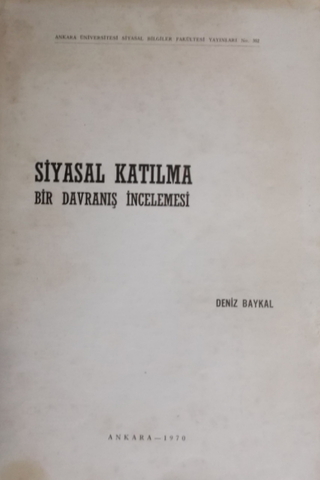 ANKARA ÜNİVERSİTESİ SİYASAL BİLGİLER FAKÜLTESİ YAYINLARI, No.
SİYASAL KATILMA
BİR DAVRANIŞ İNCELEMESİ
DENİZ BAYKAL
ANKARA — 1970